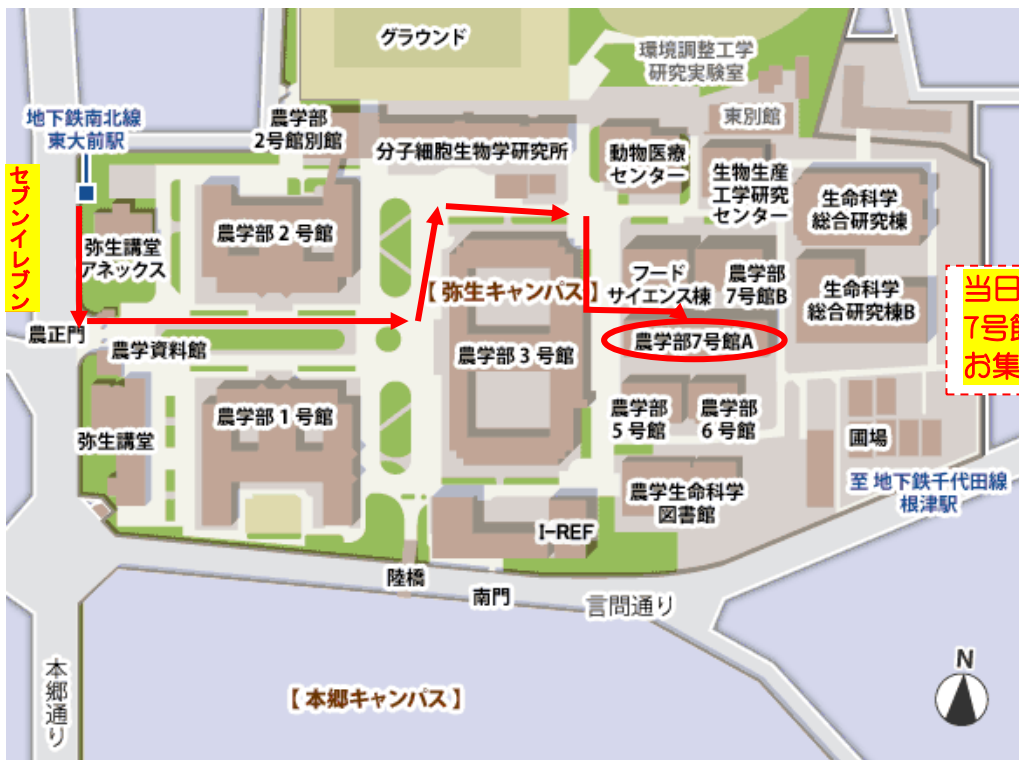 グラウンド
環境調整工学
研究実験室
地下鉄南北線
東大前駅
農学部
2号館別館
東別館
分子細胞生物学研究所
動物医療
センター
生物生産
工学研究
センター
セブンイレブン
生命科学
総合研究棟
弥生講堂
アネックス
農学部2号館
【弥生キャンパス】
フード
サイエンス棟
農学部
7号館B
生命科学
総合研究棟B
当日
7号館
お集
農正門
農学資料館
農学部3号館
農学部7号館A
農学部1号館
弥生講堂
農学部
5号館
農学部
6号館
圃場
至 地下鉄千代田線
根津駅
農学生命科学
図書館
I-REF
陸橋
南門
言問通り
本郷通り
【本郷キャンパス】
N